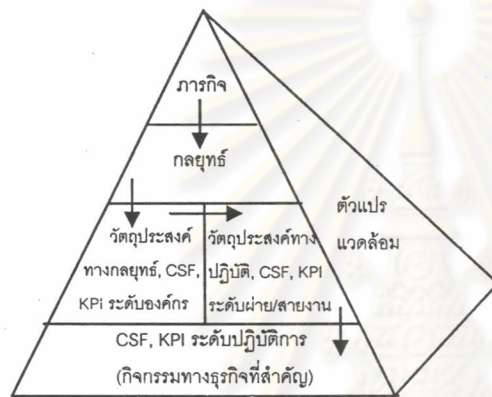 ภารกิจ
กลยุทธ์
วัตถุประสงค์
ทางกลยุทธ์, CSF,
KPI ระดับองค์กร
วัตถุประสงค์ทาง
ปฏิบัติ, CSF, KPI
ระดับฝ่าย/สายงาน
ตัวแปร
แวดล้อม
CSF, KPI ระดับปฏิบัติการ
(กิจกรรมทางธุรกิจที่สำคัญ)